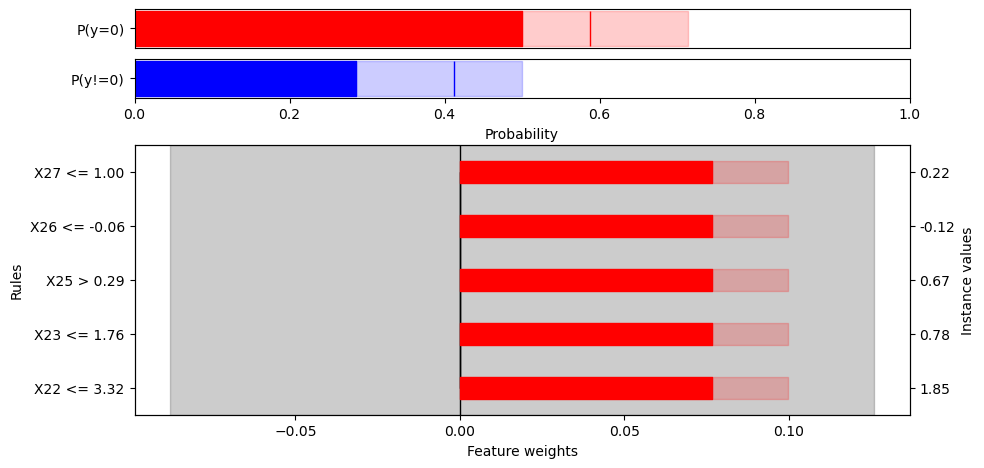 P(y=0)
P(y!=0)
0.0 0.2 0.4 0.6 0.8 1.0
Probability
X27 <= 1.00 0.22
X26 <= -0.06 -0.12
X25 > 0.29 0.67
X23 <= 1.76 0.78
X22 <= 3.32 1.85
Rules
Instance values
−0.05 0.00 0.05 0.10
Feature weights